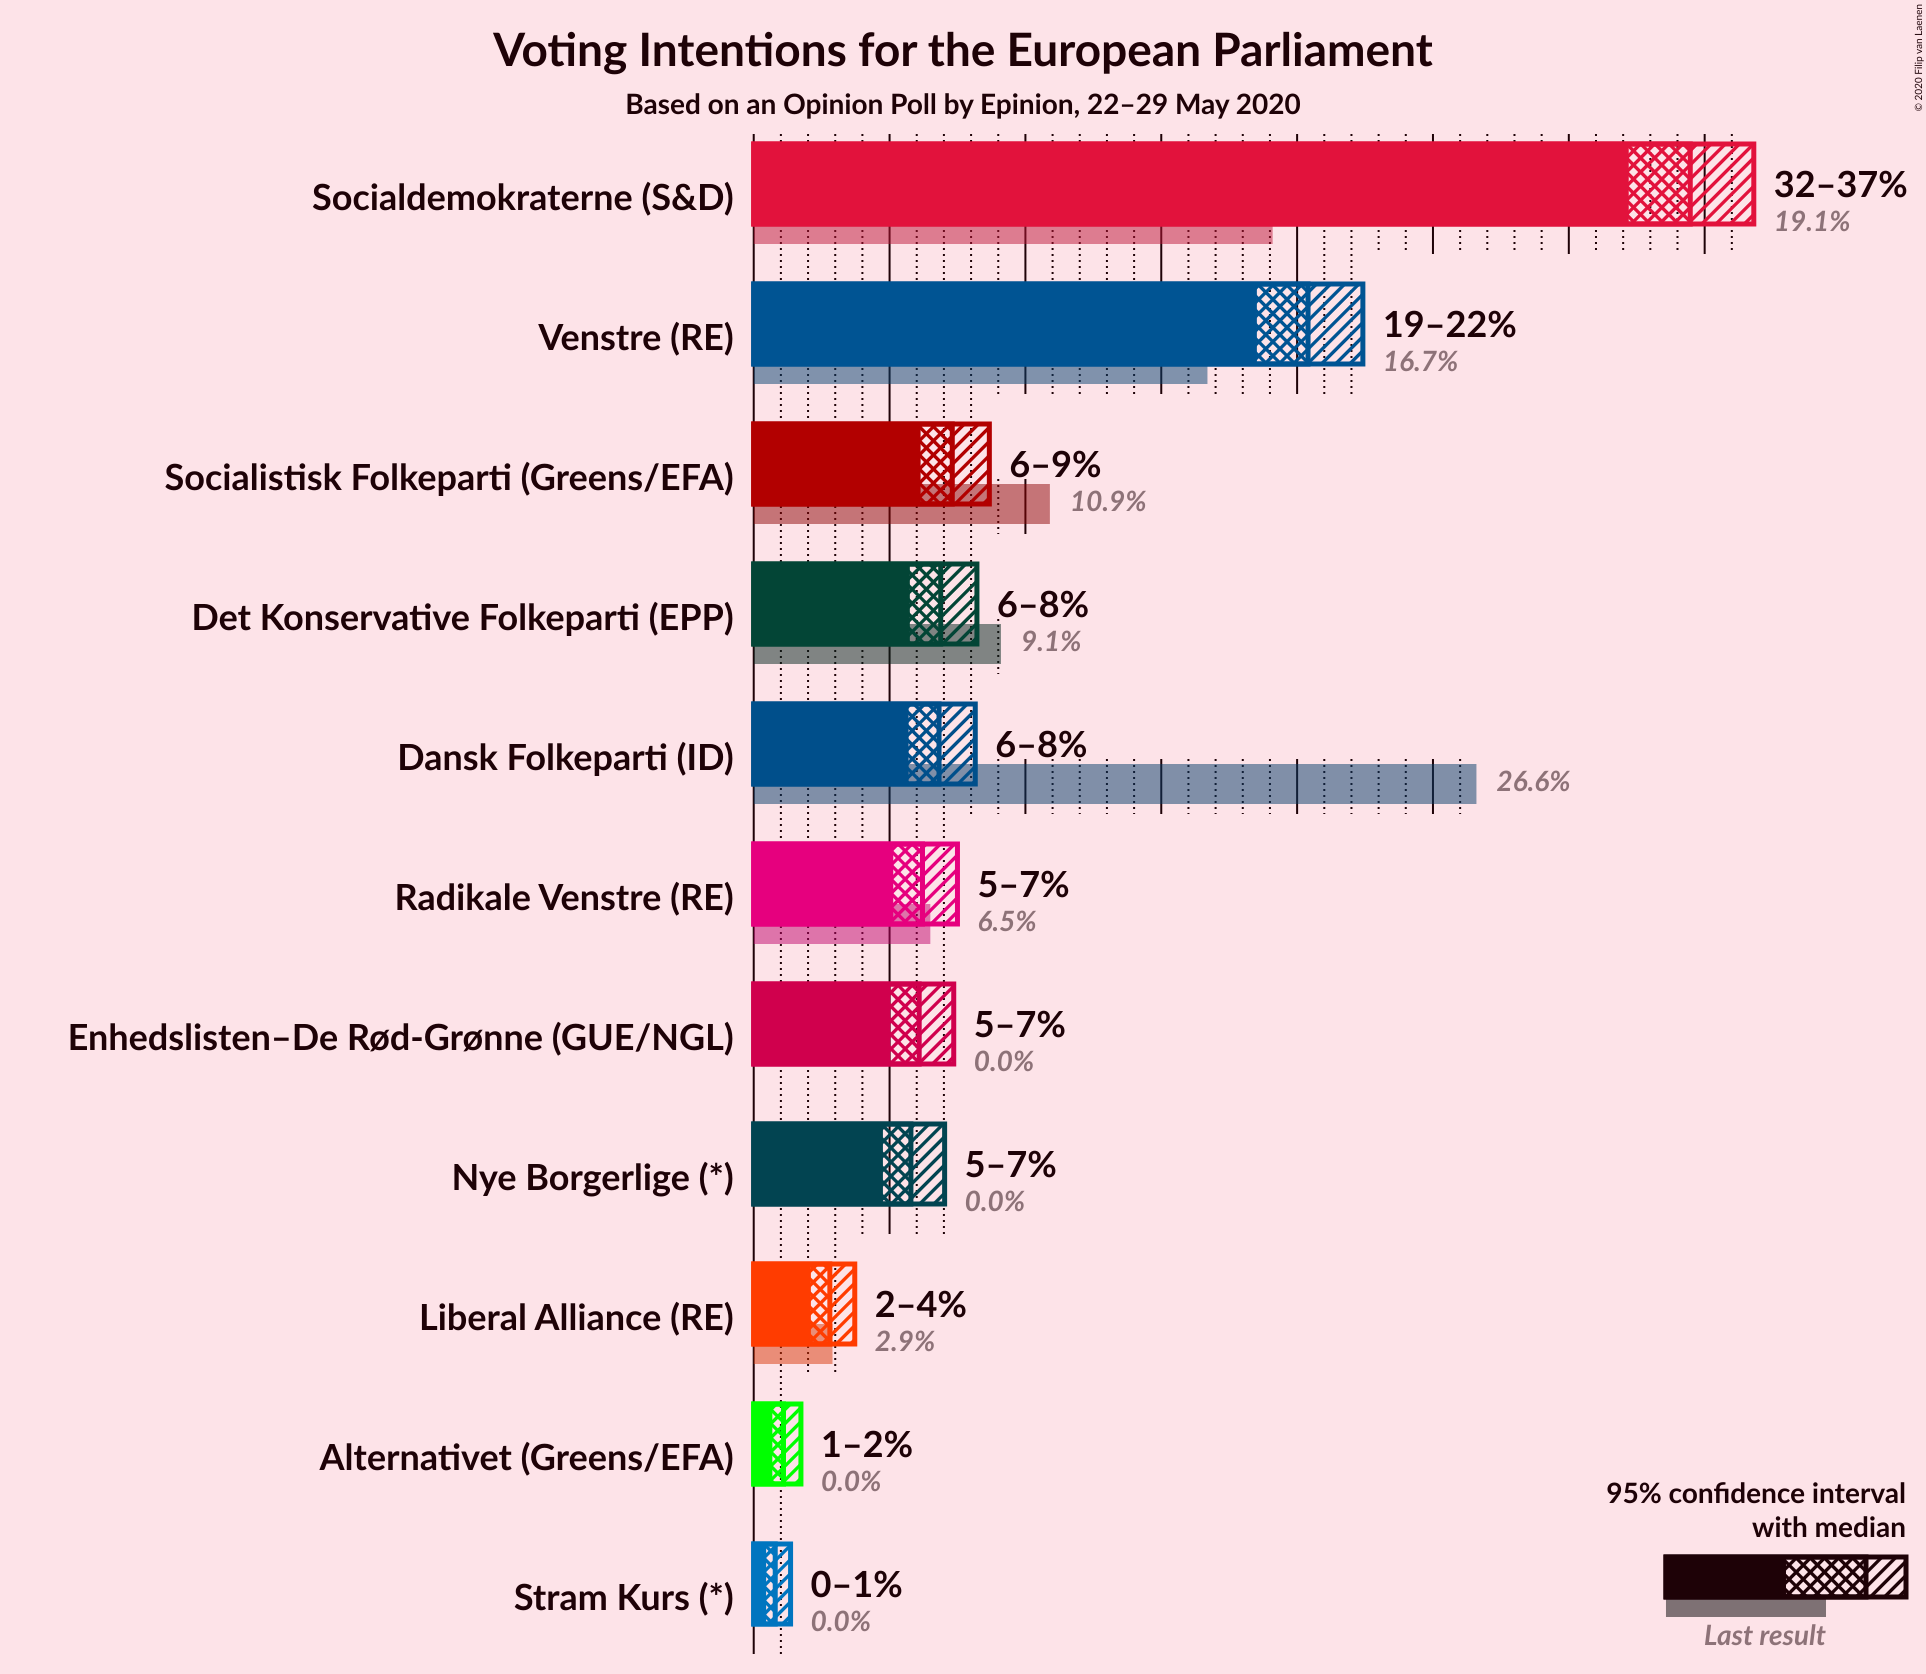 Voting Intentions for the European Parliament
Based on an Opinion Poll by Epinion, 22–29 May 2020
© 2020 Filip van Laenen
Socialdemokraterne (S&D)
32–37%
19.1%
Venstre (RE)
19–22%
16.7%
Socialistisk Folkeparti (Greens/EFA)
6–9%
10.9%
Det Konservative Folkeparti (EPP)
6–8%
9.1%
Dansk Folkeparti (ID)
6–8%
26.6%
Radikale Venstre (RE)
5–7%
6.5%
Enhedslisten–De Rød-Grønne (GUE/NGL)
5–7%
0.0%
Nye Borgerlige (*)
5–7%
0.0%
Liberal Alliance (RE)
2–4%
2.9%
Alternativet (Greens/EFA)
1–2%
0.0%
Stram Kurs (*)
0–1%
0.0%
95% confidence interval
with median
Last result